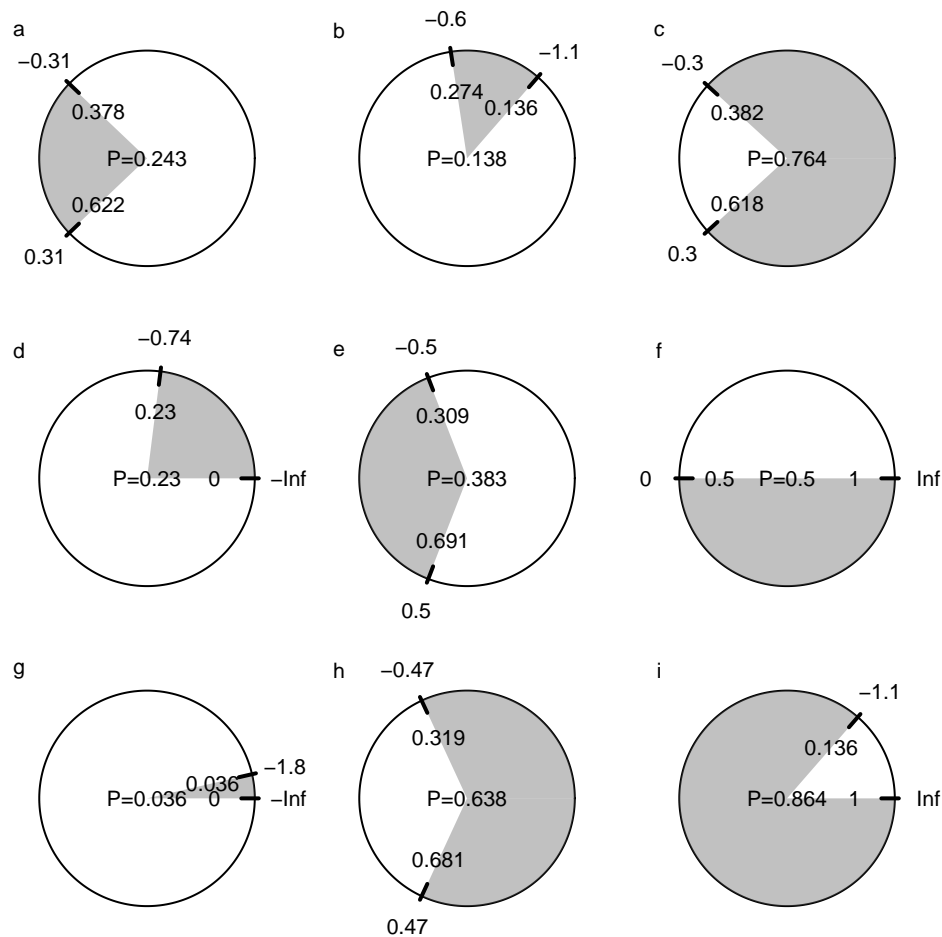 a
−0.31
0.378
P=0.243
0.622
0.31
b
−0.6
−1.1
0.274
0.136
P=0.138
c
−0.3
0.382
P=0.764
0.618
0.3
d
−0.74
0.23
P=0.23 0 −Inf
e
−0.5
0.309
P=0.383
0.691
0.5
f
0 0.5 P=0.5 1 Inf
g
−1.8
0.036
P=0.036 0 −Inf
h
−0.47
0.319
P=0.638
0.681
0.47
i
−1.1
0.136
P=0.864 1 Inf